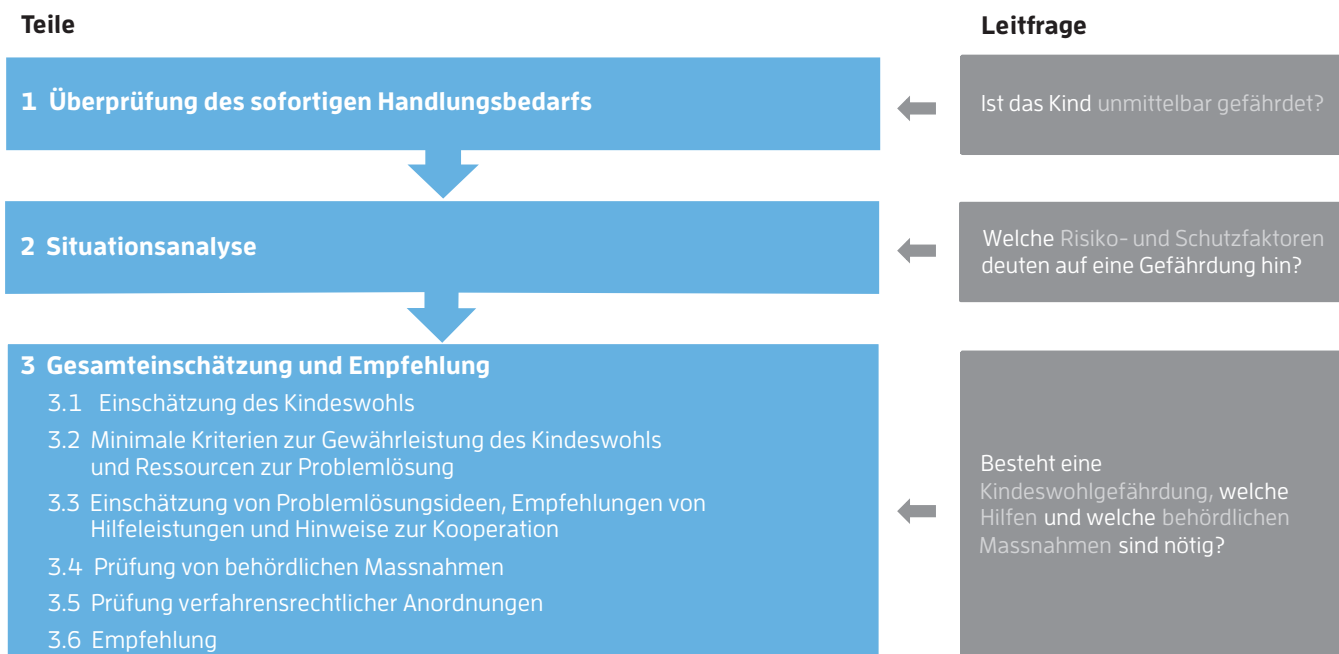 Teile
Leitfrage
1 Überprüfung des sofortigen Handlungsbedarfs
Ist das Kind unmittelbar gefährdet?
2 Situationsanalyse
Welche Risiko- und Schutzfaktoren
deuten auf eine Gefährdung hin?
3 Gesamteinschätzung und Empfehlung
3.1 Einschätzung des Kindeswohls
3.2 Minimale Kriterien zur Gewährleistung des Kindeswohls
und Ressourcen zur Problemlösung
3.3 Einschätzung von Problemlösungsideen, Empfehlungen von
Hilfeleistungen und Hinweise zur Kooperation
3.4 Prüfung von behördlichen Massnahmen
3.5 Prüfung verfahrensrechtlicher Anordnungen
3.6 Empfehlung
Besteht eine
Kindeswohlgefährdung, welche
Hilfen und welche behördlichen
Massnahmen sind nötig?